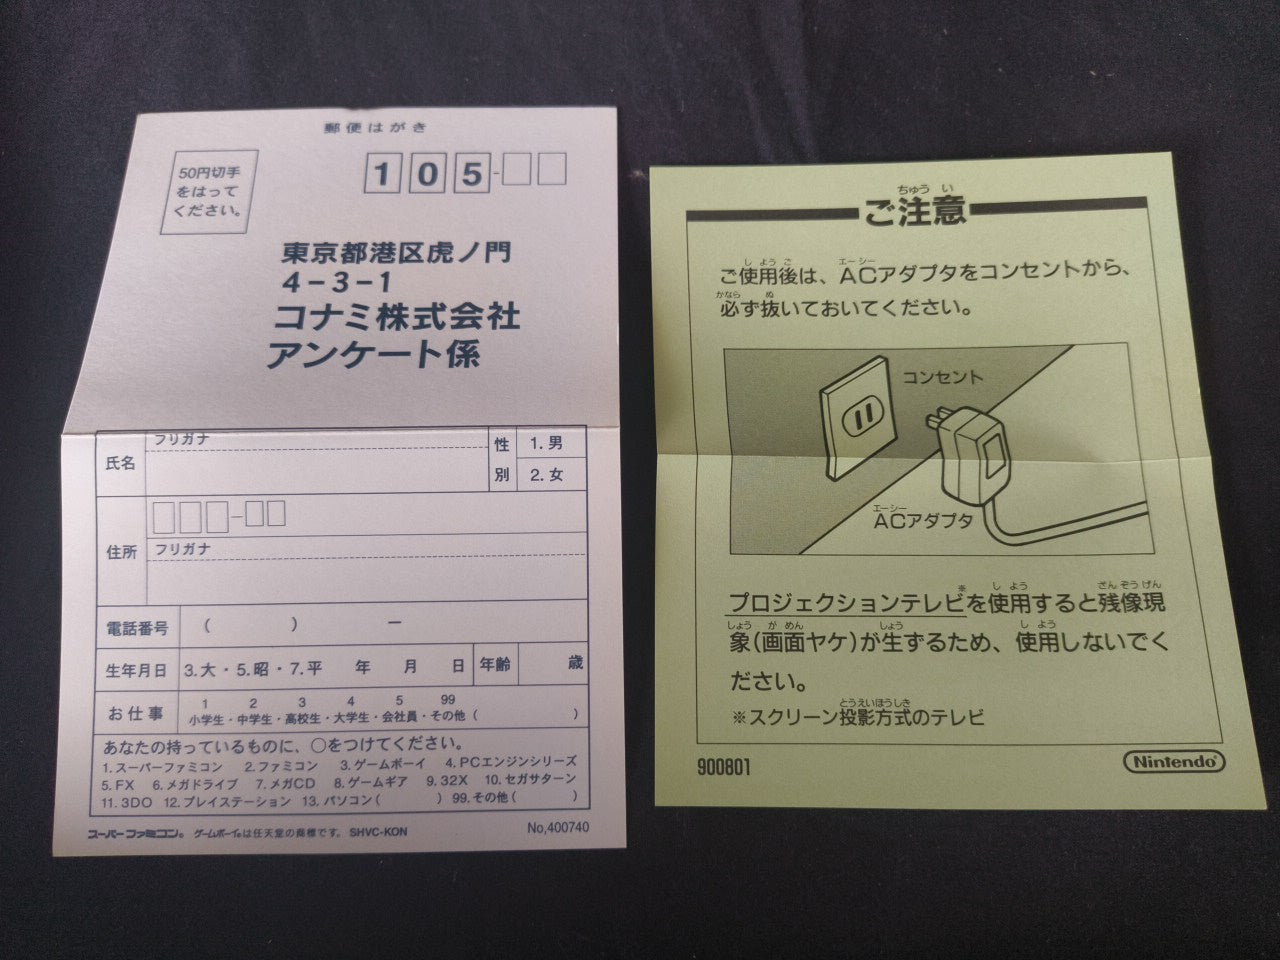 郵便はがき
50円切手
をはって
ください。
105-
東京都港区虎ノ門
4-3-1
コナミ株式会社
アンケート係
氏名
フリガナ
性別
1.男
2.女
住所
フリガナ
電話番号 ( ) ー
生年月日 3.大・5.昭・7.平 年 月 日 年齢 歳
お仕事
1 2 3 4 5 99
小学生・中学生・高校生・大学生・会社員・その他( )
あなたの持っているものに、○をつけてください。
1.スーパーファミコン 2.ファミコン 3.ゲームボーイ 4.PCエンジンシリーズ
5.FX 6.メガドライブ 7.メガCD 8.ゲームギア 9.32X 10.セガサターン
11.3DO 12.プレイステーション 13.パソコン( ) 99.その他( )
スーパーファミコン。ゲームボーイ。は任天堂の商標です。 SHVC-KON
No,400740
ちゅう い
ご注意
し よう ご エーシー
ご使用後は、ACアダプタをコンセントから、
かなら ぬ
必ず抜いておいてください。
コンセント
エーシー
ACアダプタ
※ し よう ざん ぞう げん
プロジェクションテレビを使用すると残像現
しょう が めん しょう し よう
象(画面ヤケ)が生ずるため、使用しないでく
ださい。
とうえいほうしき
※スクリーン投影方式のテレビ
900801
Nintendo